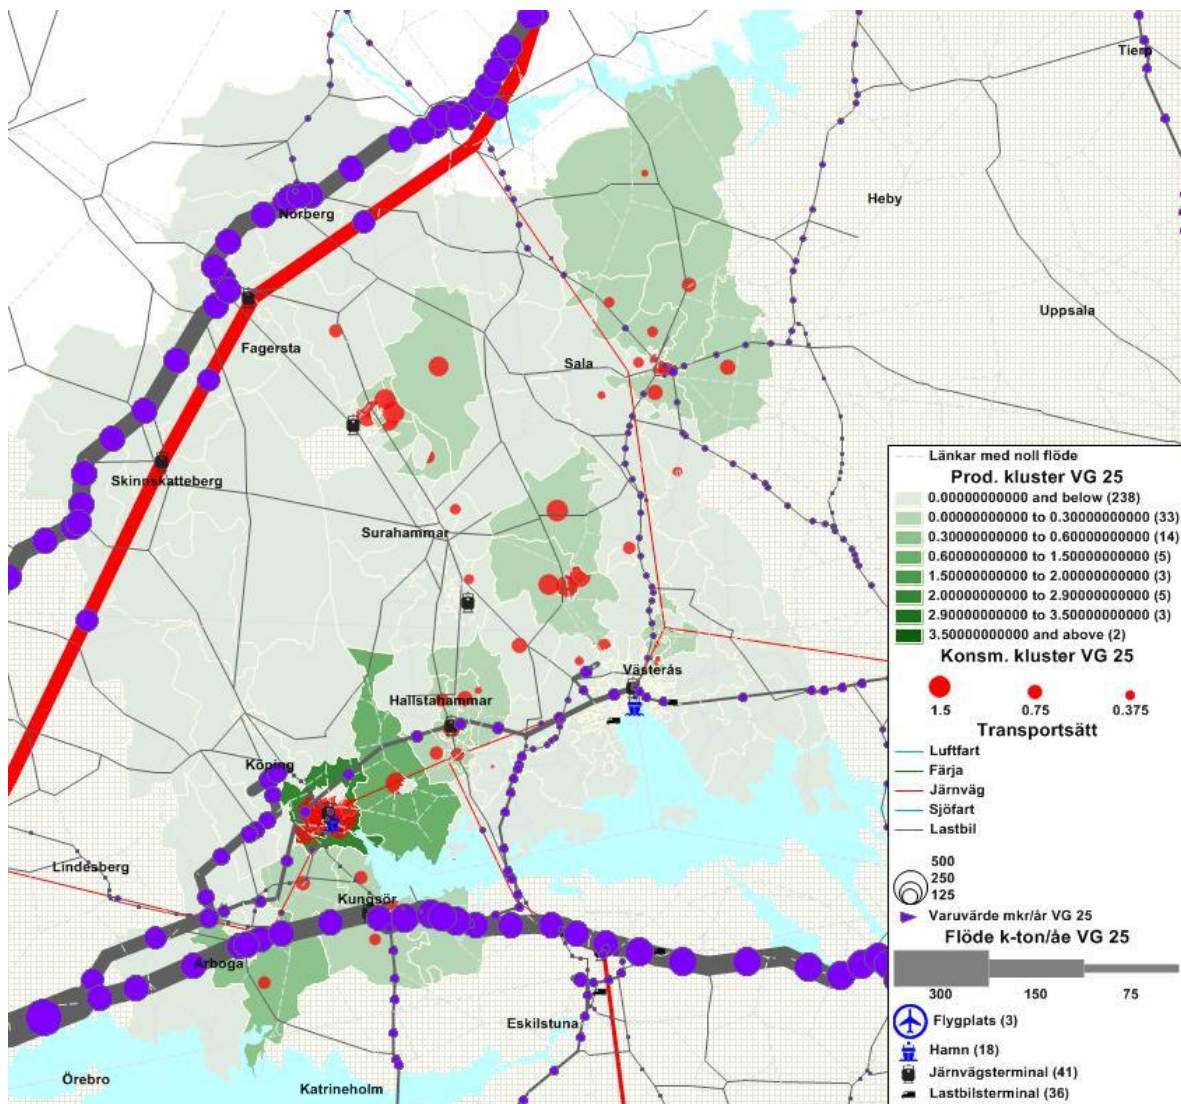 Tierp
Heby
Norberg
Uppsala
Fagersta
Sala
Skinnskatteberg
Surahammar
Västerås
Hallstahammar
Köping
Lindesberg
Kungsör
Arboga
Eskilstuna
Örebro
Katrineholm
Länkar med noll flöde
Prod. kluster VG 25
0.00000000000 and below (238)
0.00000000000 to 0.30000000000 (33)
0.30000000000 to 0.60000000000 (14)
0.60000000000 to 1.50000000000 (5)
1.50000000000 to 2.00000000000 (3)
2.00000000000 to 2.90000000000 (5)
2.90000000000 to 3.50000000000 (3)
3.50000000000 and above (2)
Konsm. kluster VG 25
1.5 0.75 0.375
Transportsätt
Luftfart
Färja
Järnväg
Sjöfart
Lastbil
500
250
125
Varuvärde mkr/år VG 25
Flöde k-ton/åe VG 25
300 150 75
Flygplats (3)
Hamn (18)
Järnvägsterminal (41)
Lastbilsterminal (36)